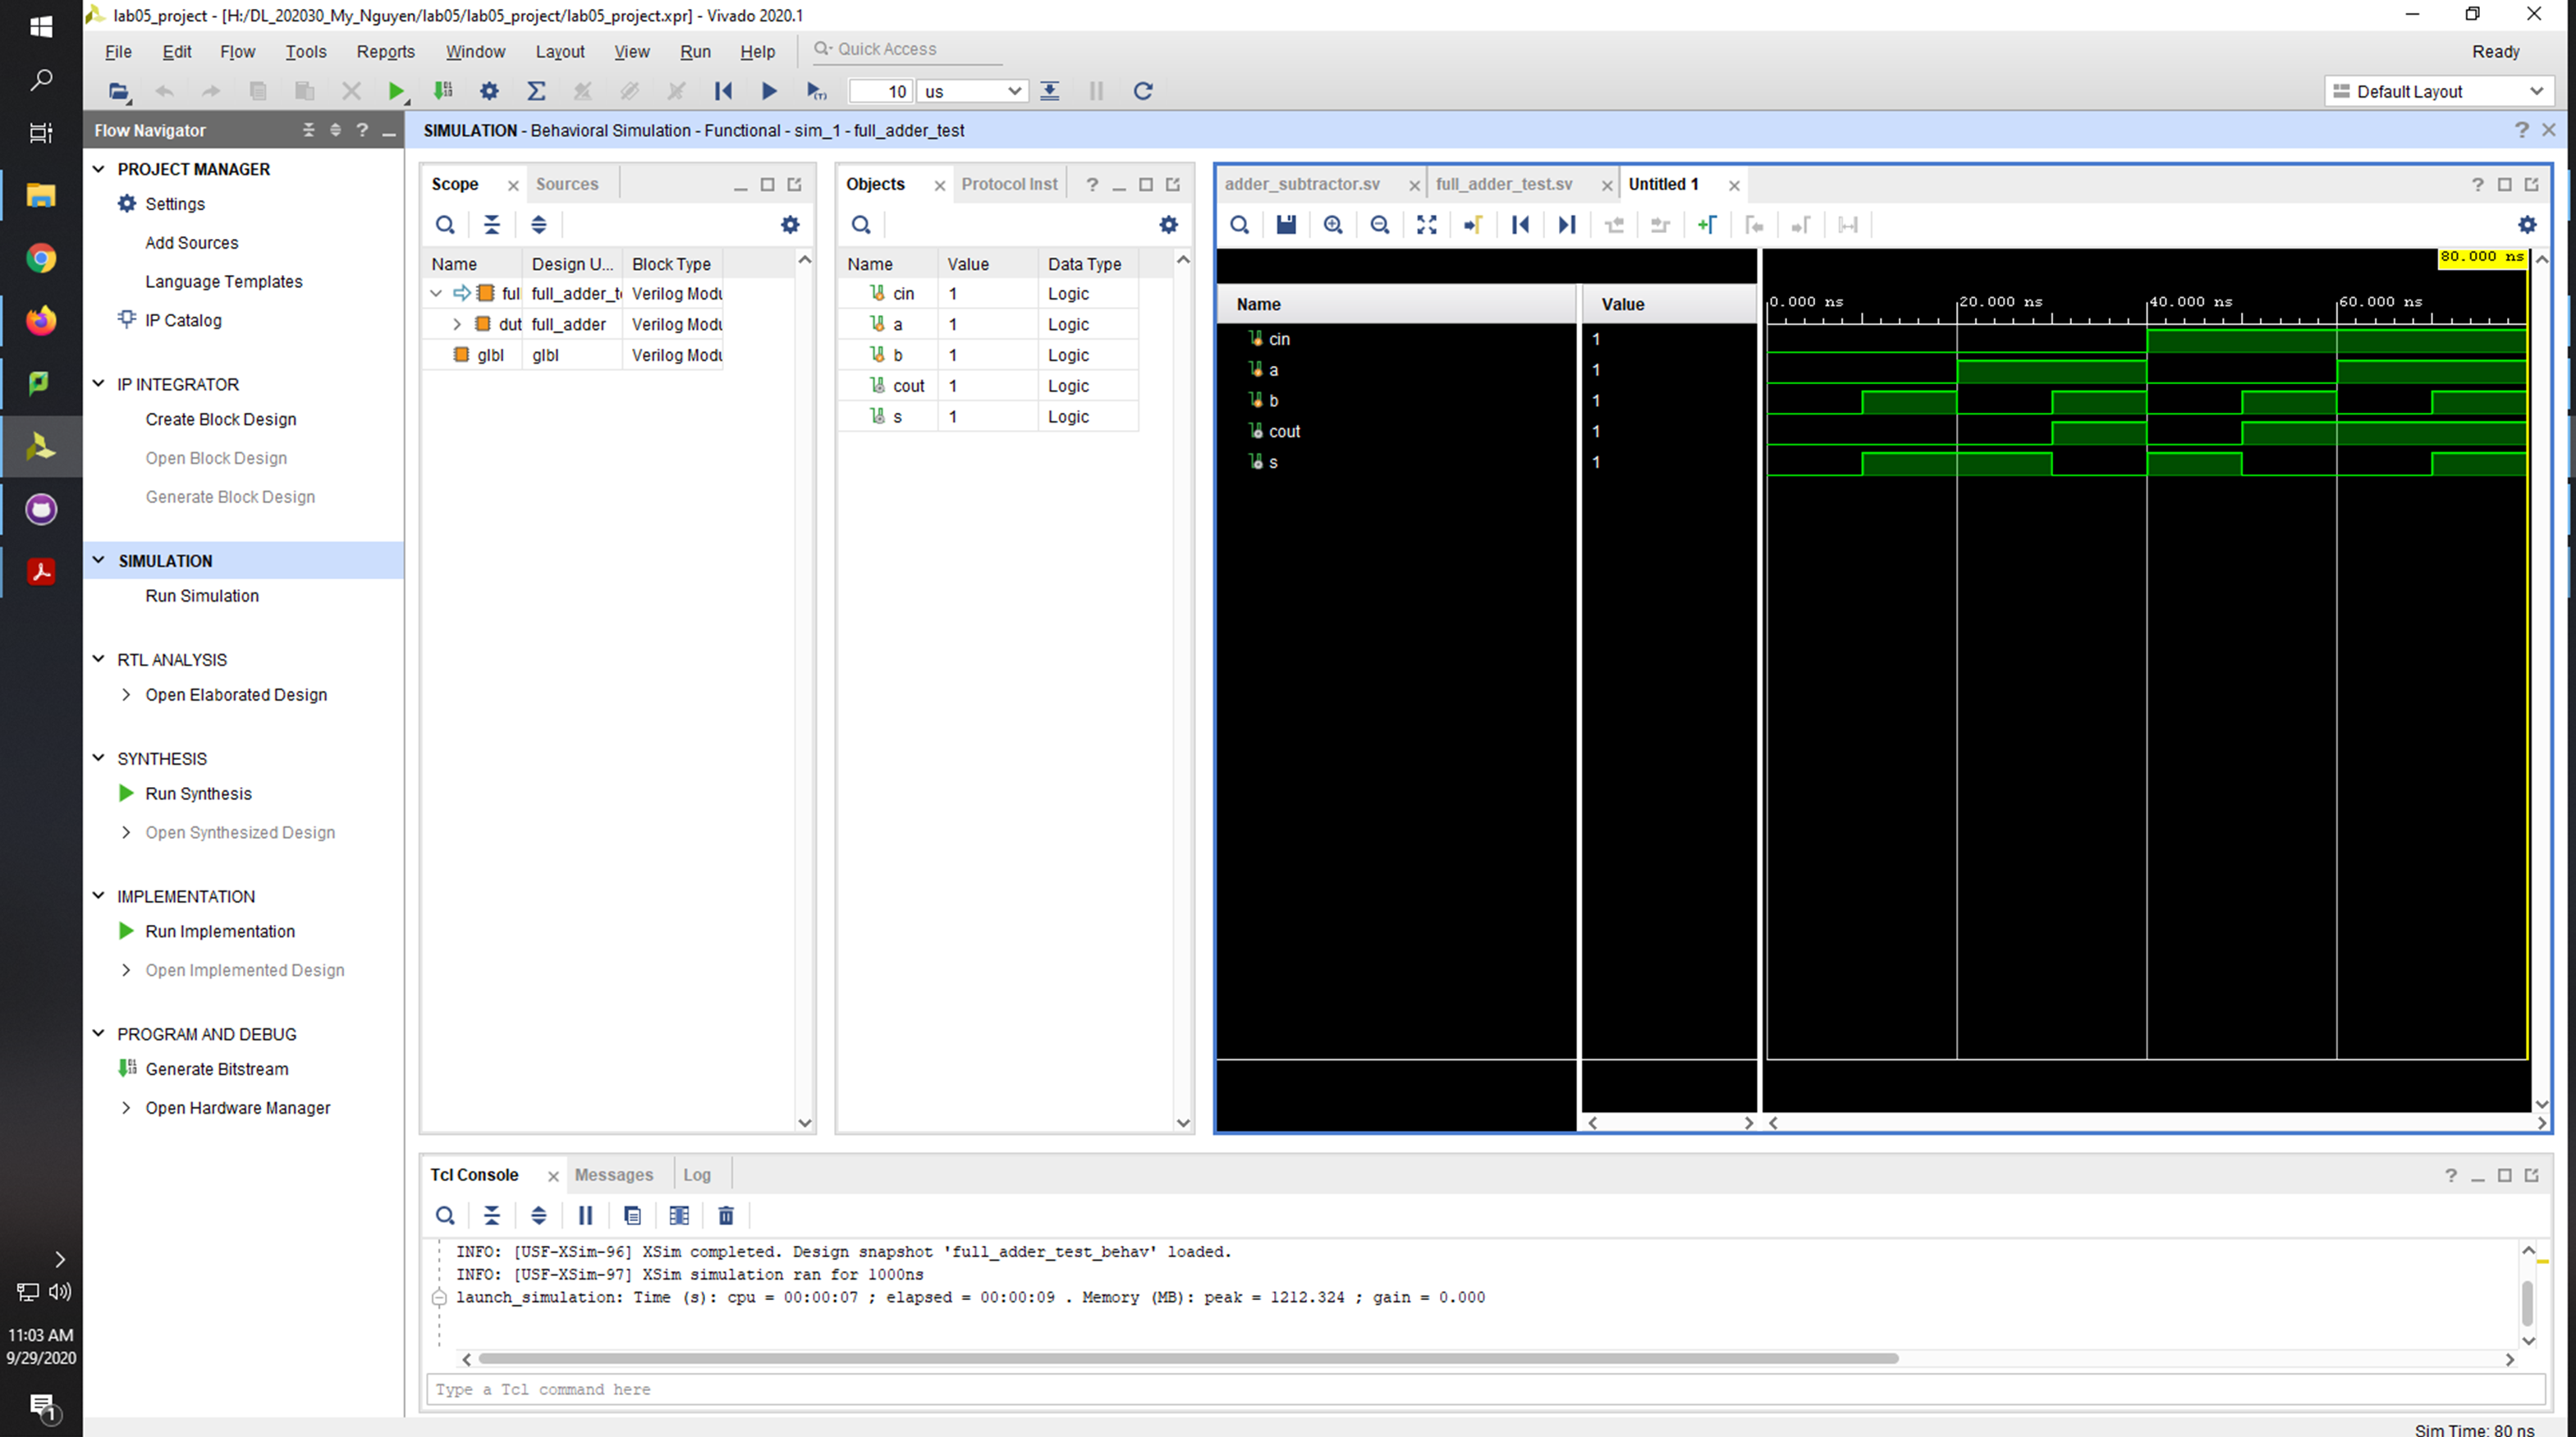 lab05_project - [H:/DL_202030_My_Nguyen/lab05/lab05_project/lab05_project.xpr] - Vivado 2020.1
File Edit Flow Tools Reports Window Layout View Run Help Quick Access
Ready
10 us
Default Layout
Flow Navigator
SIMULATION - Behavioral Simulation - Functional - sim_1 - full_adder_test
PROJECT MANAGER
Settings
Add Sources
Language Templates
IP Catalog
IP INTEGRATOR
Create Block Design
Open Block Design
Generate Block Design
SIMULATION
Run Simulation
RTL ANALYSIS
Open Elaborated Design
SYNTHESIS
Run Synthesis
Open Synthesized Design
IMPLEMENTATION
Run Implementation
Open Implemented Design
PROGRAM AND DEBUG
Generate Bitstream
Open Hardware Manager
Scope Sources
Name Design U... Block Type
ful full_adder_t Verilog Modu
dut full_adder Verilog Modu
glbl glbl Verilog Modu
Objects Protocol Inst
Name Value Data Type
cin 1 Logic
a 1 Logic
b 1 Logic
cout 1 Logic
s 1 Logic
adder_subtractor.sv full_adder_test.sv Untitled 1
80.000 ns
Name Value
0.000 ns 20.000 ns 40.000 ns 60.000 ns
cin 1
a 1
b 1
cout 1
s 1
Tcl Console Messages Log
INFO: [USF-XSim-96] XSim completed. Design snapshot 'full_adder_test_behav' loaded.
INFO: [USF-XSim-97] XSim simulation ran for 1000ns
launch_simulation: Time (s): cpu = 00:00:07 ; elapsed = 00:00:09 . Memory (MB): peak = 1212.324 ; gain = 0.000
Type a Tcl command here
Sim Time: 80 ns
11:03 AM
9/29/2020
1